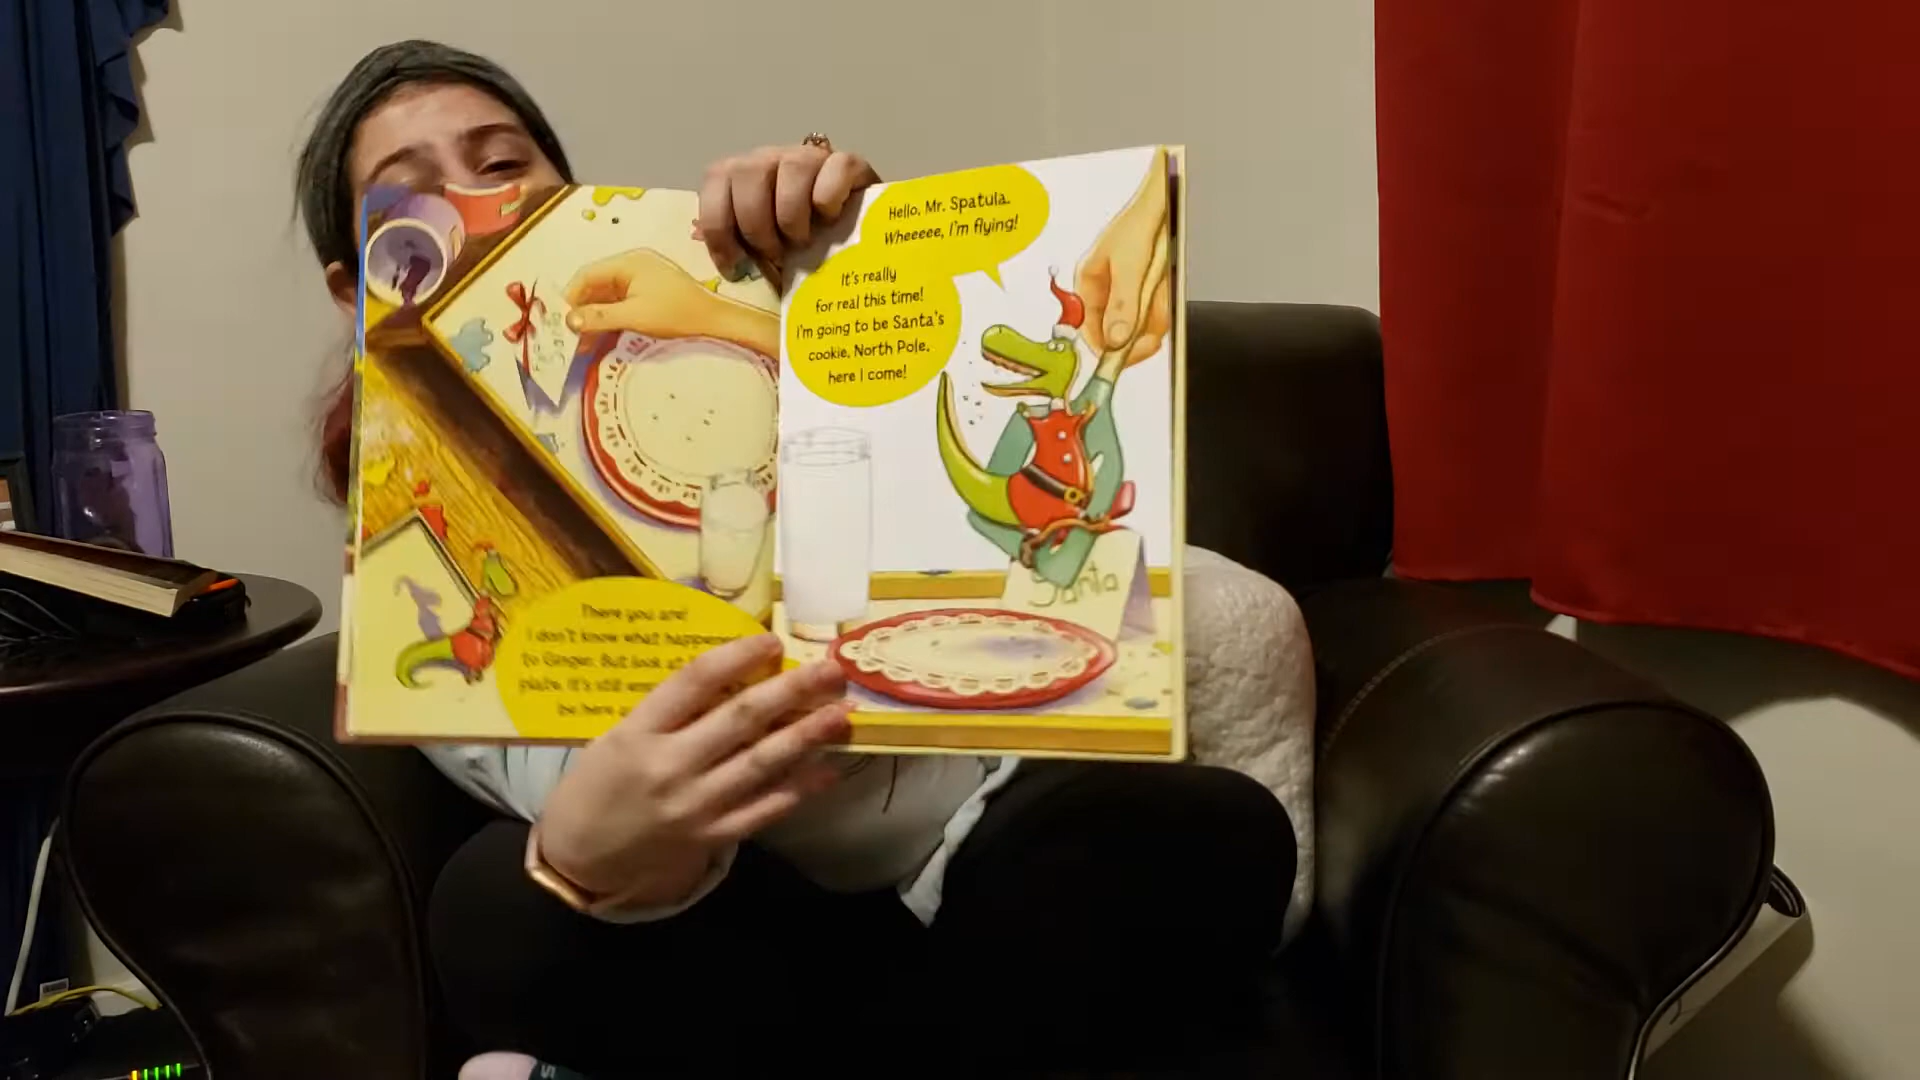 For
Santa
There you are!
I don't know what happened
to Ginger. But look at
plate. It's still
be here
Hello, Mr. Spatula.
Wheeeee, I'm flying!
It's really
for real this time!
I'm going to be Santa's
cookie. North Pole,
here I come!
Santa